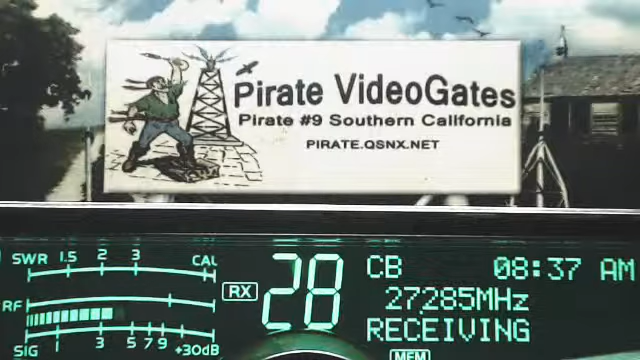 Pirate VideoGates
Pirate #9 Southern California
PIRATE.QSNX.NET
SWR 1.5 2 3 CAL
RX 28 CB 08:37 AM
RF 27285MHz
RECEIVING
SIG 1 3 5 7 9 +30dB
MEM